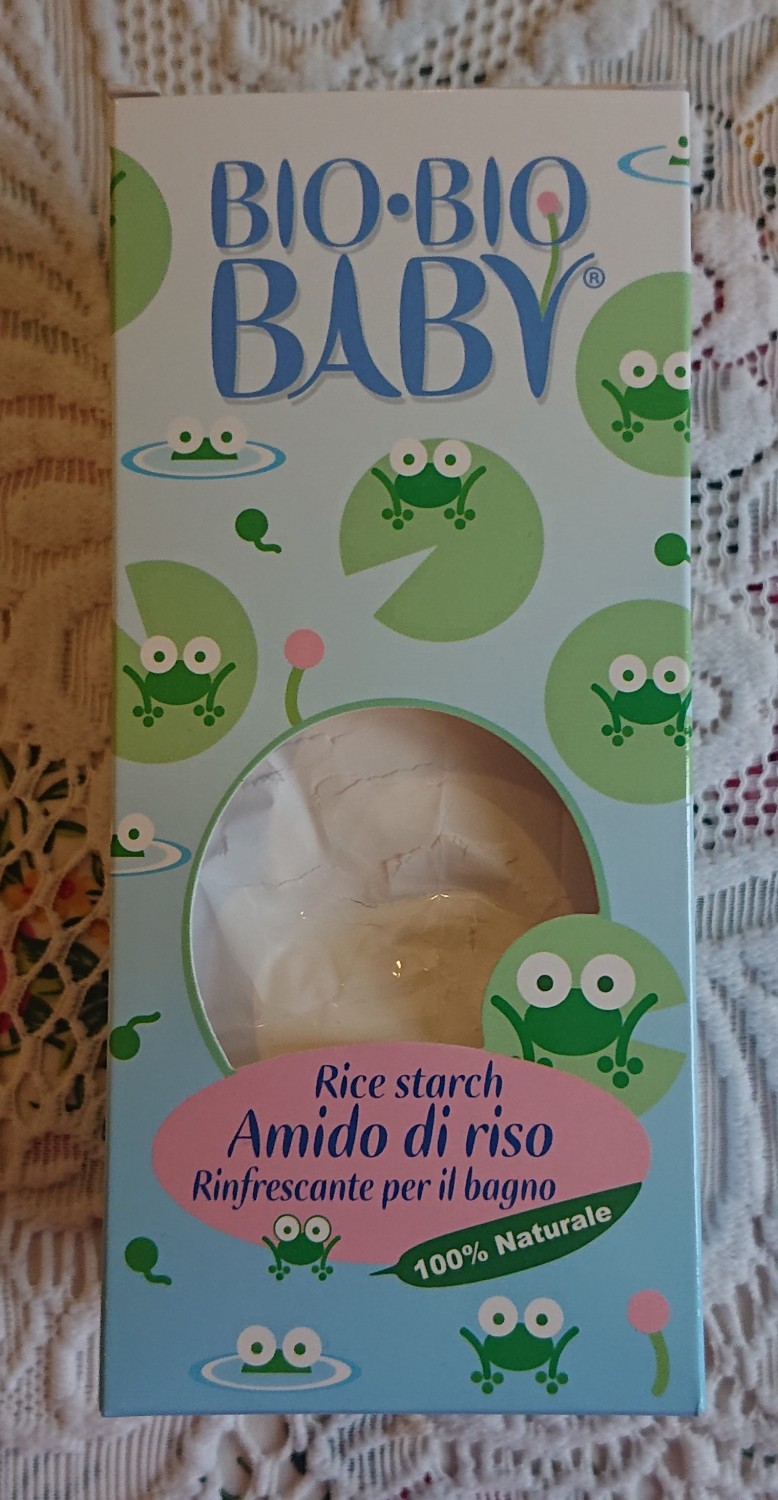 BIO•BIO
BABY®
Rice starch
Amido di riso
Rinfrescante per il bagno
100% Naturale